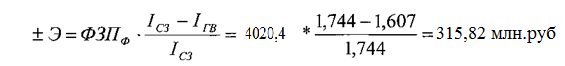 ± Э = ФЗП_Ф · (I_СЗ − I_ГВ) / I_СЗ = 4020,4 * (1,744 − 1,607) / 1,744 = 315,82 млн.руб